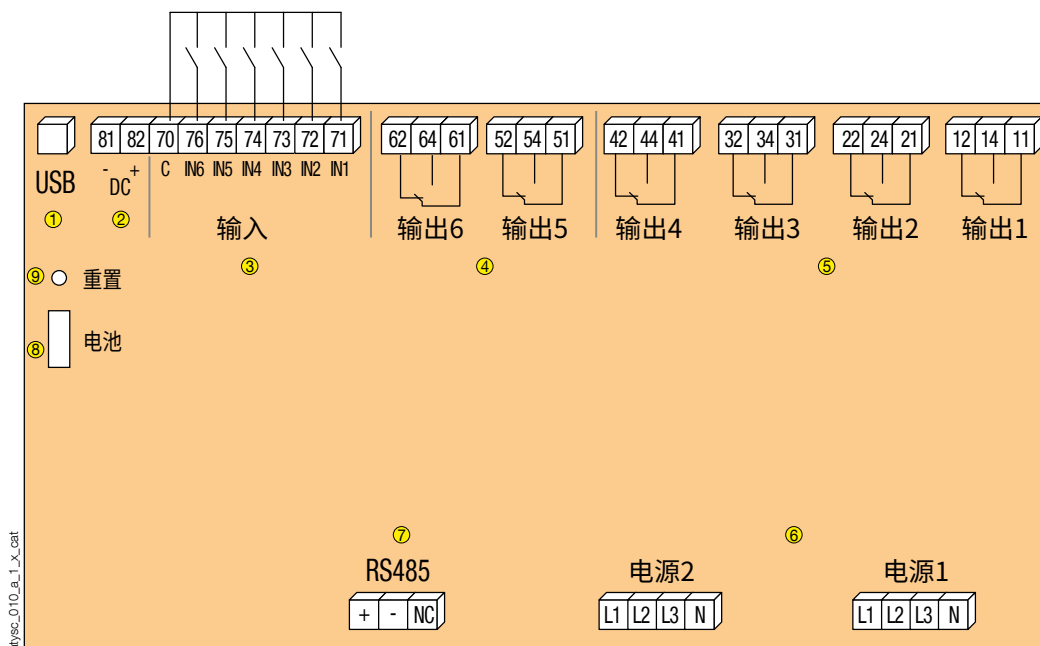 81 82 70 76 75 74 73 72 71 62 64 61 52 54 51 42 44 41 32 34 31 22 24 21 12 14 11
USB - DC + C IN6 IN5 IN4 IN3 IN2 IN1
① ② 输入 输出6 输出5 输出4 输出3 输出2 输出1
③ ④ ⑤
⑨ 重置
⑧ 电池
⑦ ⑥
RS485 电源2 电源1
+ - NC L1 L2 L3 N L1 L2 L3 N